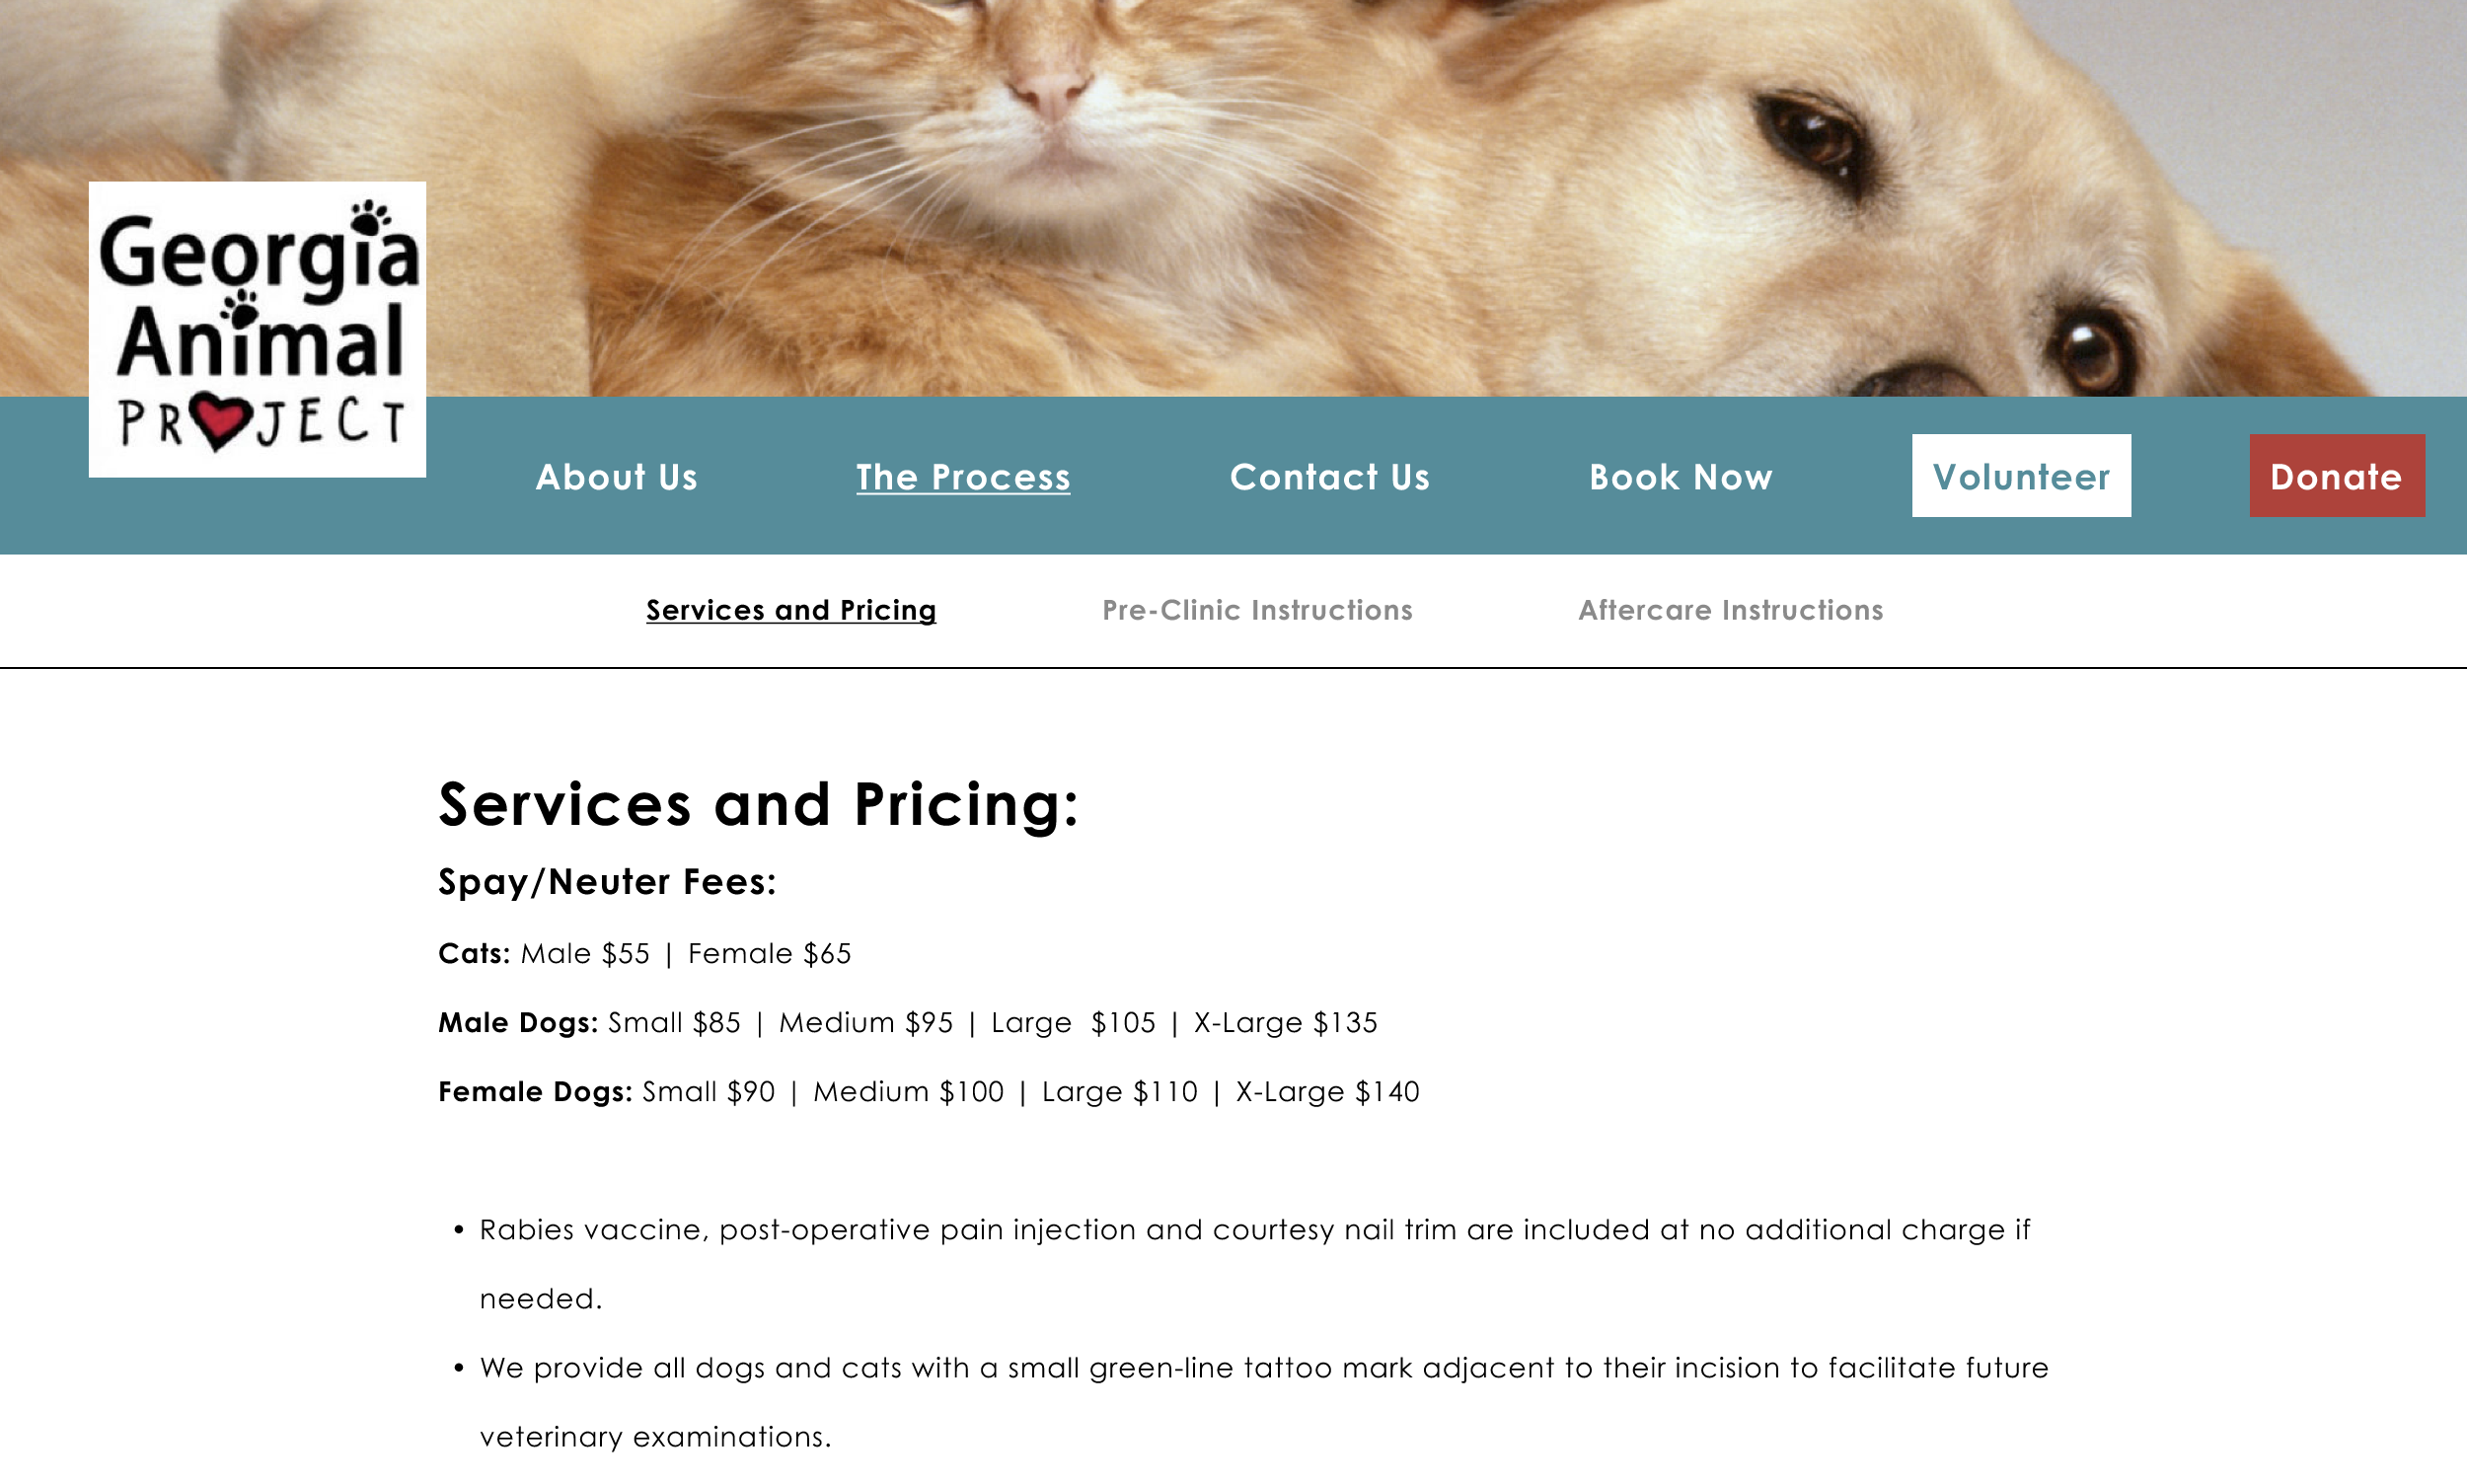 Georgia
Animal
PROJECT
About Us
The Process
Contact Us
Book Now
Volunteer
Donate
Services and Pricing
Pre-Clinic Instructions
Aftercare Instructions
Services and Pricing:
Spay/Neuter Fees:
Cats: Male $55 | Female $65
Male Dogs: Small $85 | Medium $95 | Large  $105 | X-Large $135
Female Dogs: Small $90 | Medium $100 | Large $110 | X-Large $140
• Rabies vaccine, post-operative pain injection and courtesy nail trim are included at no additional charge if
needed.
• We provide all dogs and cats with a small green-line tattoo mark adjacent to their incision to facilitate future
veterinary examinations.